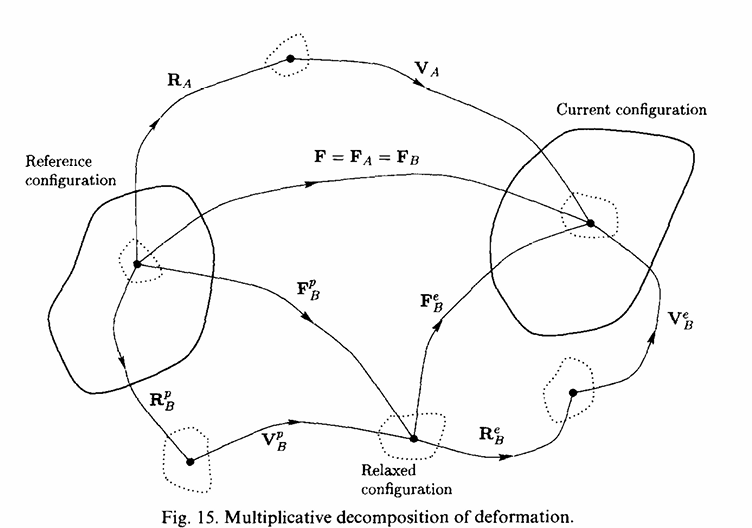 R_A
V_A
Current configuration
Reference
configuration
F = F_A = F_B
F^p_B
F^e_B
V^e_B
R^p_B
V^p_B
R^e_B
Relaxed
configuration
Fig. 15. Multiplicative decomposition of deformation.